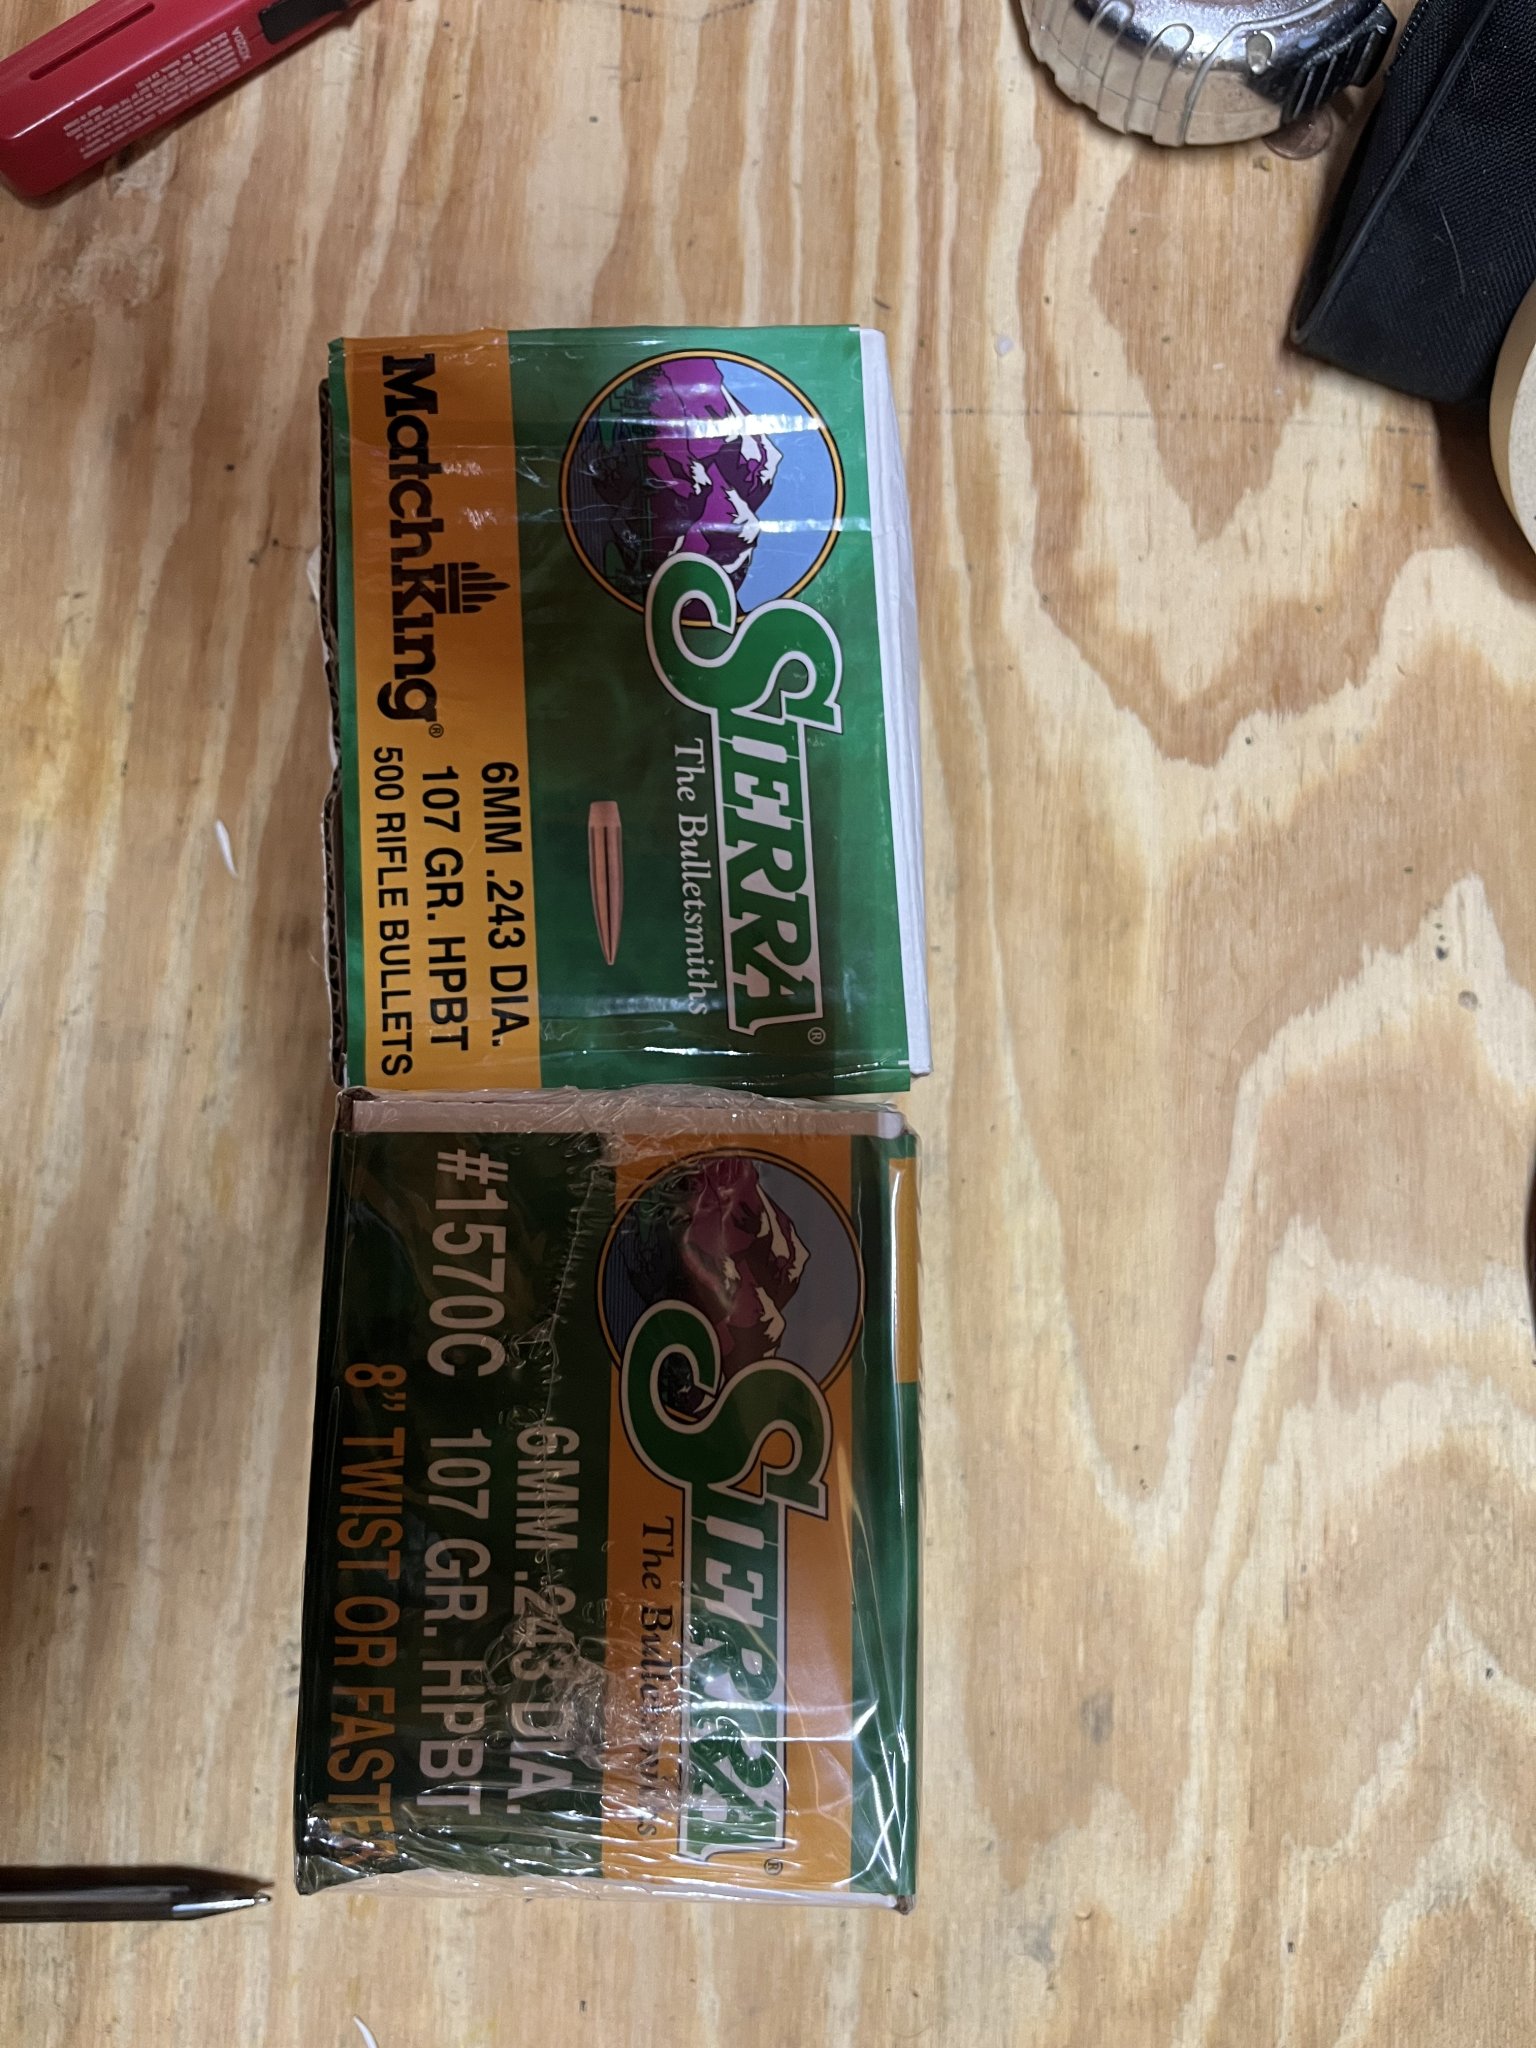 SIERRA®
The Bulletsmiths
MatchKing®
6MM .243 DIA.
107 GR. HPBT
500 RIFLE BULLETS
SIERRA®
The Bulletsmiths
#1570C
6MM .243 DIA.
107 GR. HPBT
8” TWIST OR FASTER